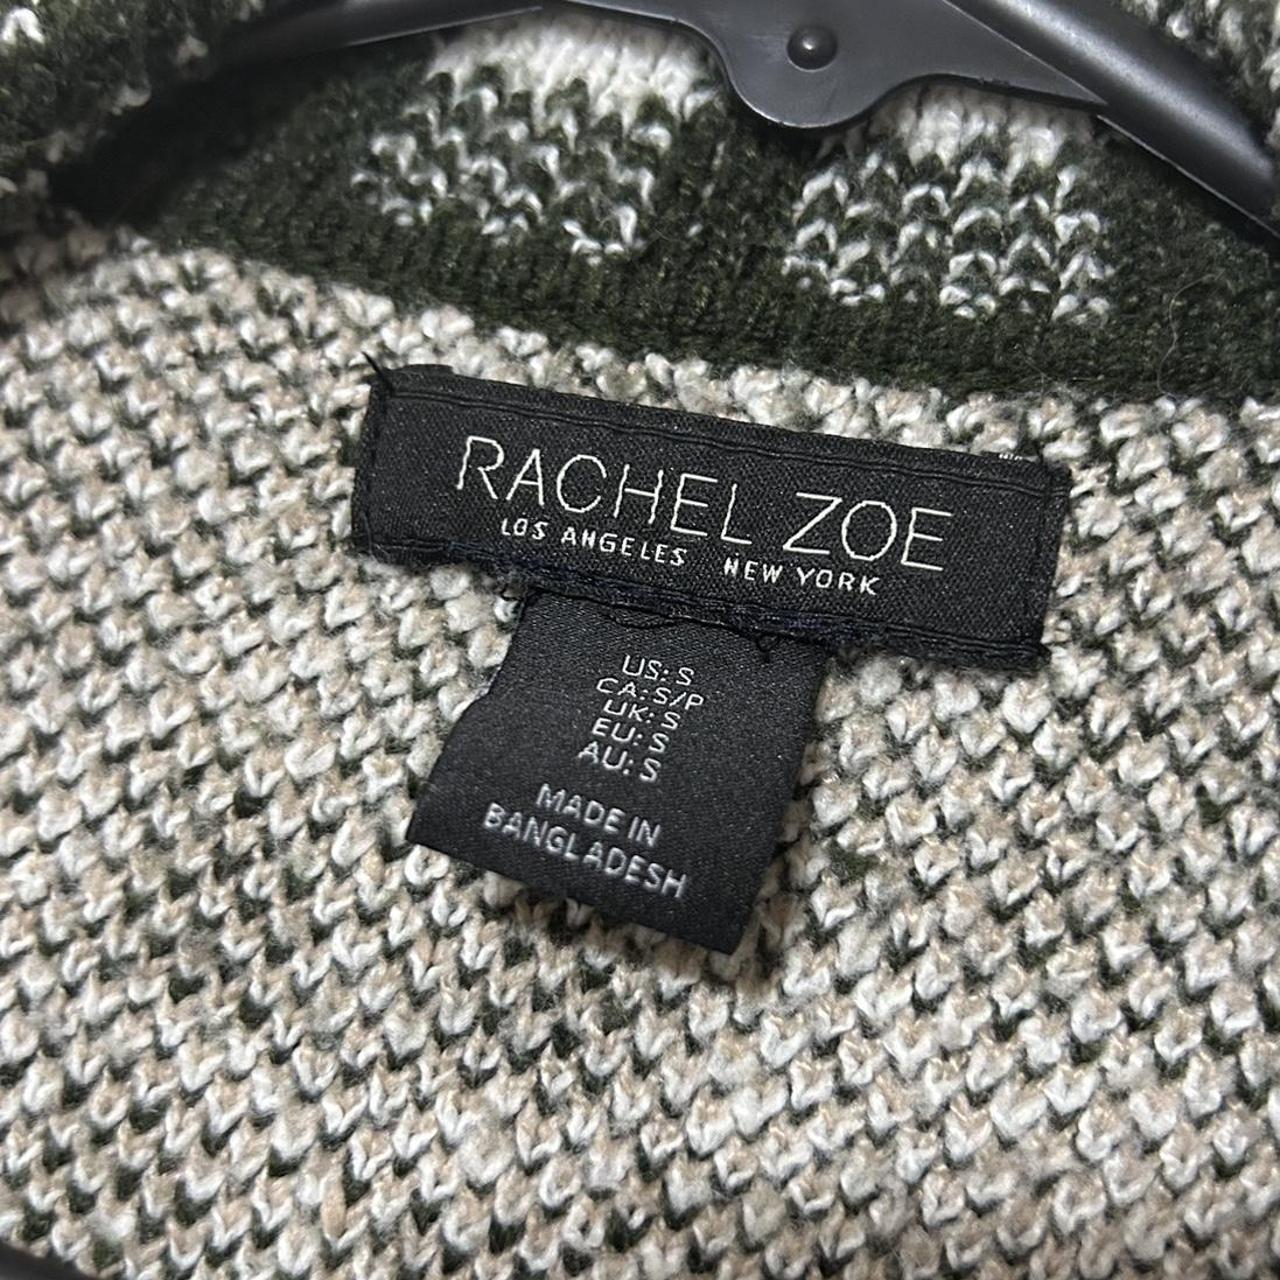 RACHEL ZOE
LOS ANGELES NEW YORK
US: S
CA: S/P
UK: S
EU: S
AU: S
MADE IN
BANGLADESH